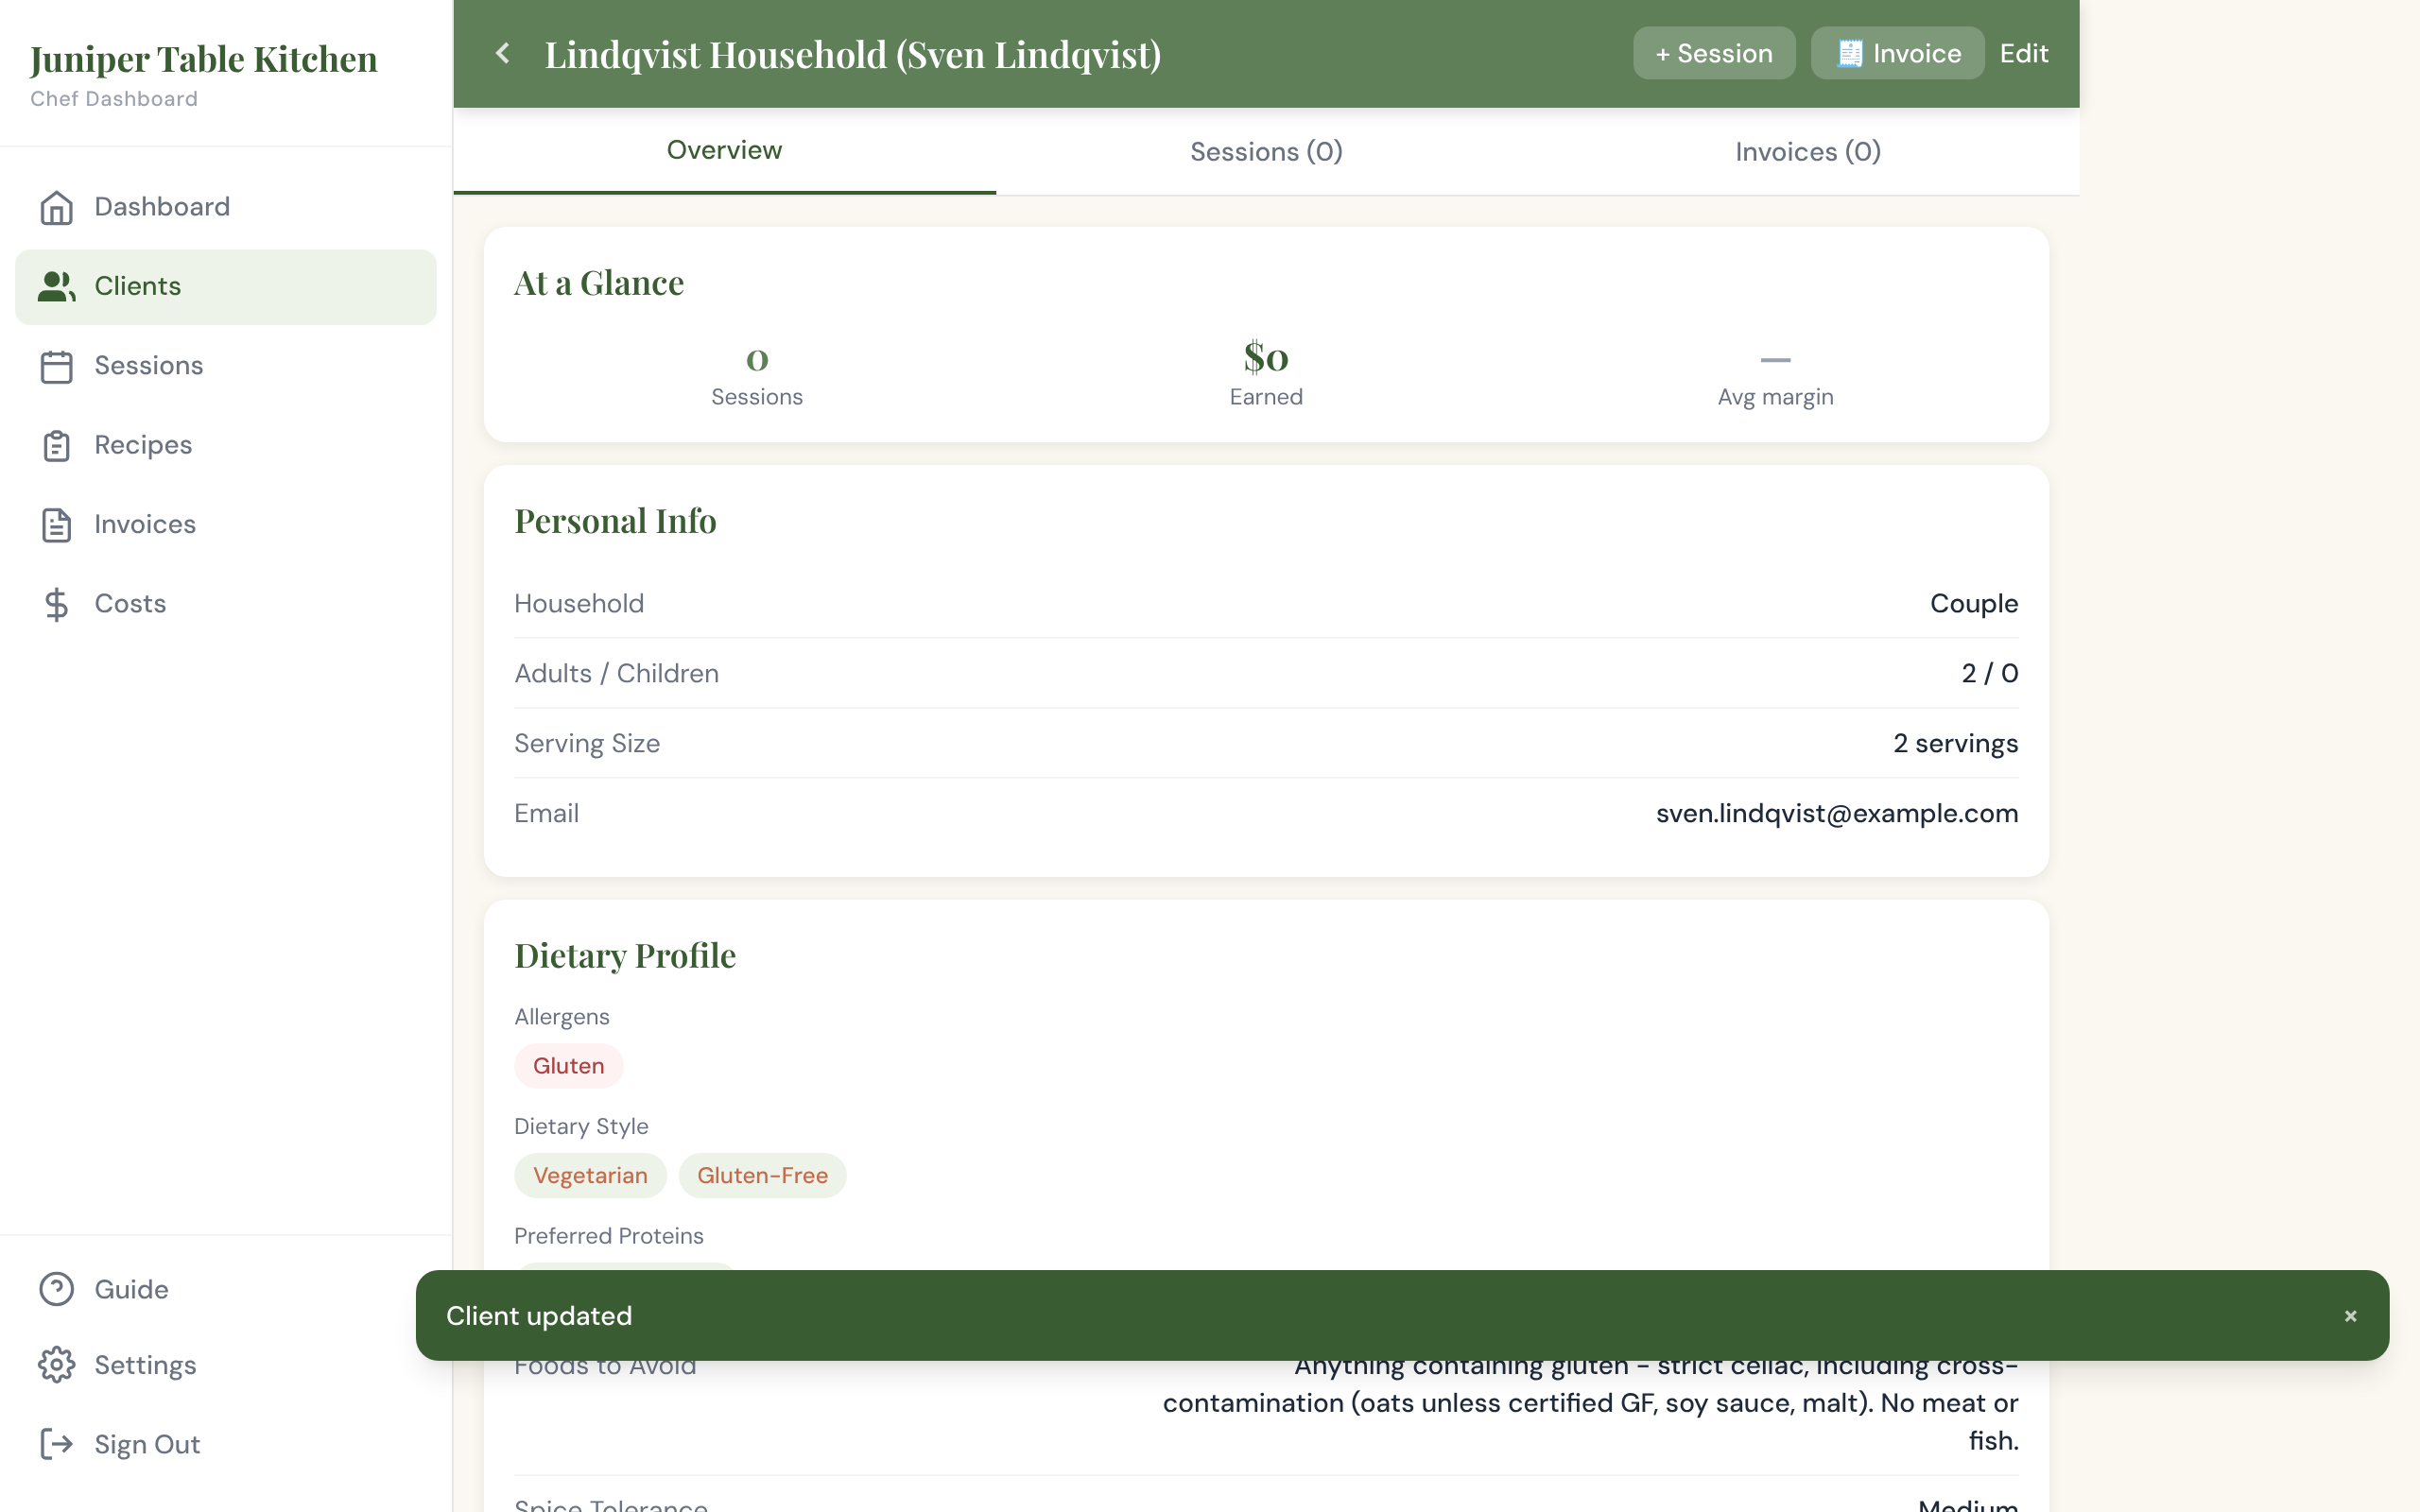 Juniper Table Kitchen
Chef Dashboard
Dashboard
Clients
Sessions
Recipes
Invoices
Costs
Guide
Settings
Sign Out
Lindqvist Household (Sven Lindqvist)
+ Session
🧾 Invoice
Edit
Overview
Sessions (0)
Invoices (0)
At a Glance
0
Sessions
$0
Earned
—
Avg margin
Personal Info
Household
Couple
Adults / Children
2 / 0
Serving Size
2 servings
Email
sven.lindqvist@example.com
Dietary Profile
Allergens
Gluten
Dietary Style
Vegetarian
Gluten-Free
Preferred Proteins
Client updated
×
Foods to Avoid
Anything containing gluten - strict celiac, including cross-
contamination (oats unless certified GF, soy sauce, malt). No meat or
fish.
Spice Tolerance
Medium